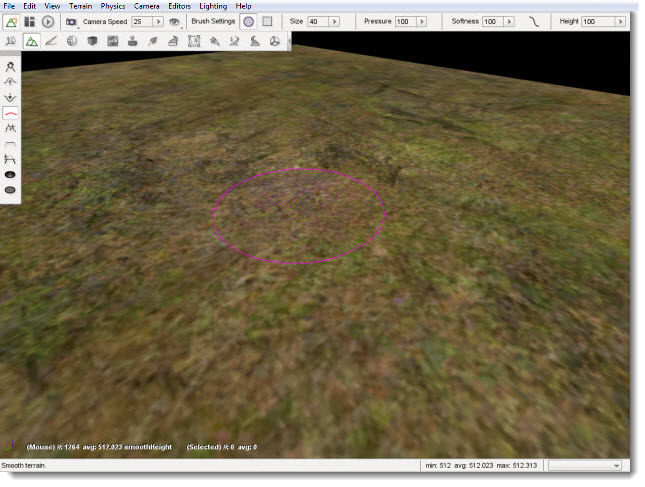 File Edit View Terrain Physics Camera Editors Lighting Help
Camera Speed 25 Brush Settings Size 40 Pressure 100 Softness 100 Height 100
(Mouse) #: 1264 avg: 512.023 smoothHeight (Selected) #: 0 avg: 0
Smooth terrain. min: 512 avg: 512.023 max: 512.313